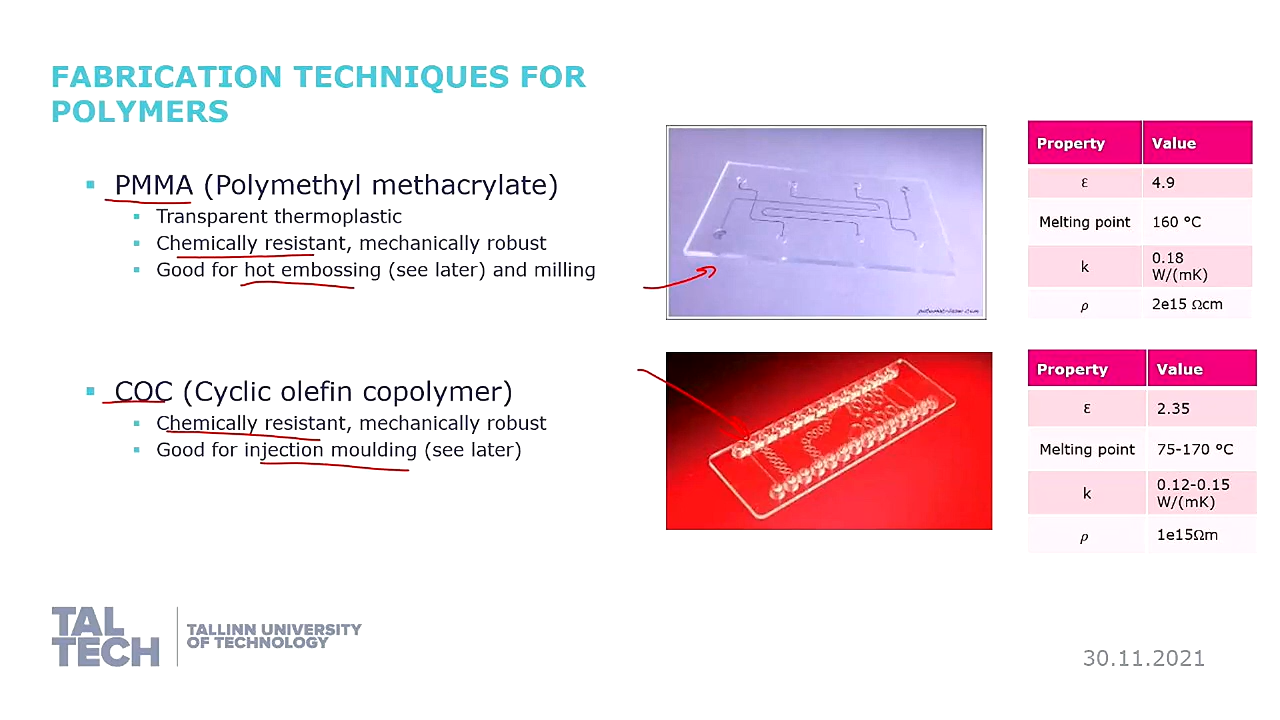 FABRICATION TECHNIQUES FOR
POLYMERS
PMMA (Polymethyl methacrylate)
Transparent thermoplastic
Chemically resistant, mechanically robust
Good for hot embossing (see later) and milling
COC (Cyclic olefin copolymer)
Chemically resistant, mechanically robust
Good for injection moulding (see later)
Property Value
ε 4.9
Melting point 160 °C
k 0.18
W/(mK)
ρ 2e15 Ωcm
Property Value
ε 2.35
Melting point 75-170 °C
k 0.12-0.15
W/(mK)
ρ 1e15Ωm
TAL
TECH
TALLINN UNIVERSITY
OF TECHNOLOGY
30.11.2021